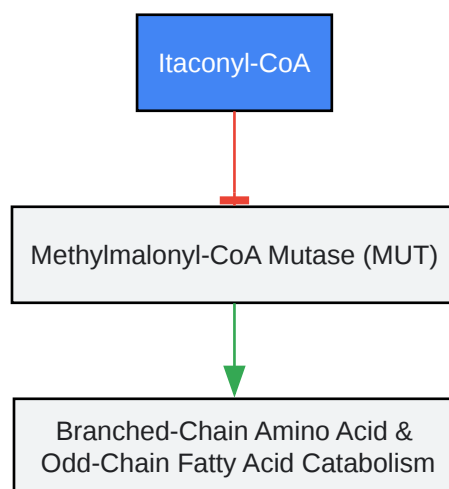 Itaconyl-CoA
Methylmalonyl-CoA Mutase (MUT)
Branched-Chain Amino Acid &
Odd-Chain Fatty Acid Catabolism